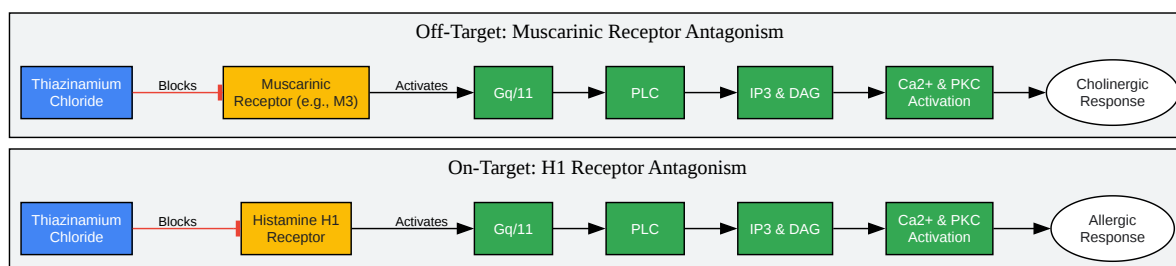 Off-Target: Muscarinic Receptor Antagonism
Thiazinamium
Chloride
Blocks
Muscarinic
Receptor (e.g., M3)
Activates
Gq/11
PLC
IP3 & DAG
Ca2+ & PKC
Activation
Cholinergic
Response
On-Target: H1 Receptor Antagonism
Thiazinamium
Chloride
Blocks
Histamine H1
Receptor
Activates
Gq/11
PLC
IP3 & DAG
Ca2+ & PKC
Activation
Allergic
Response